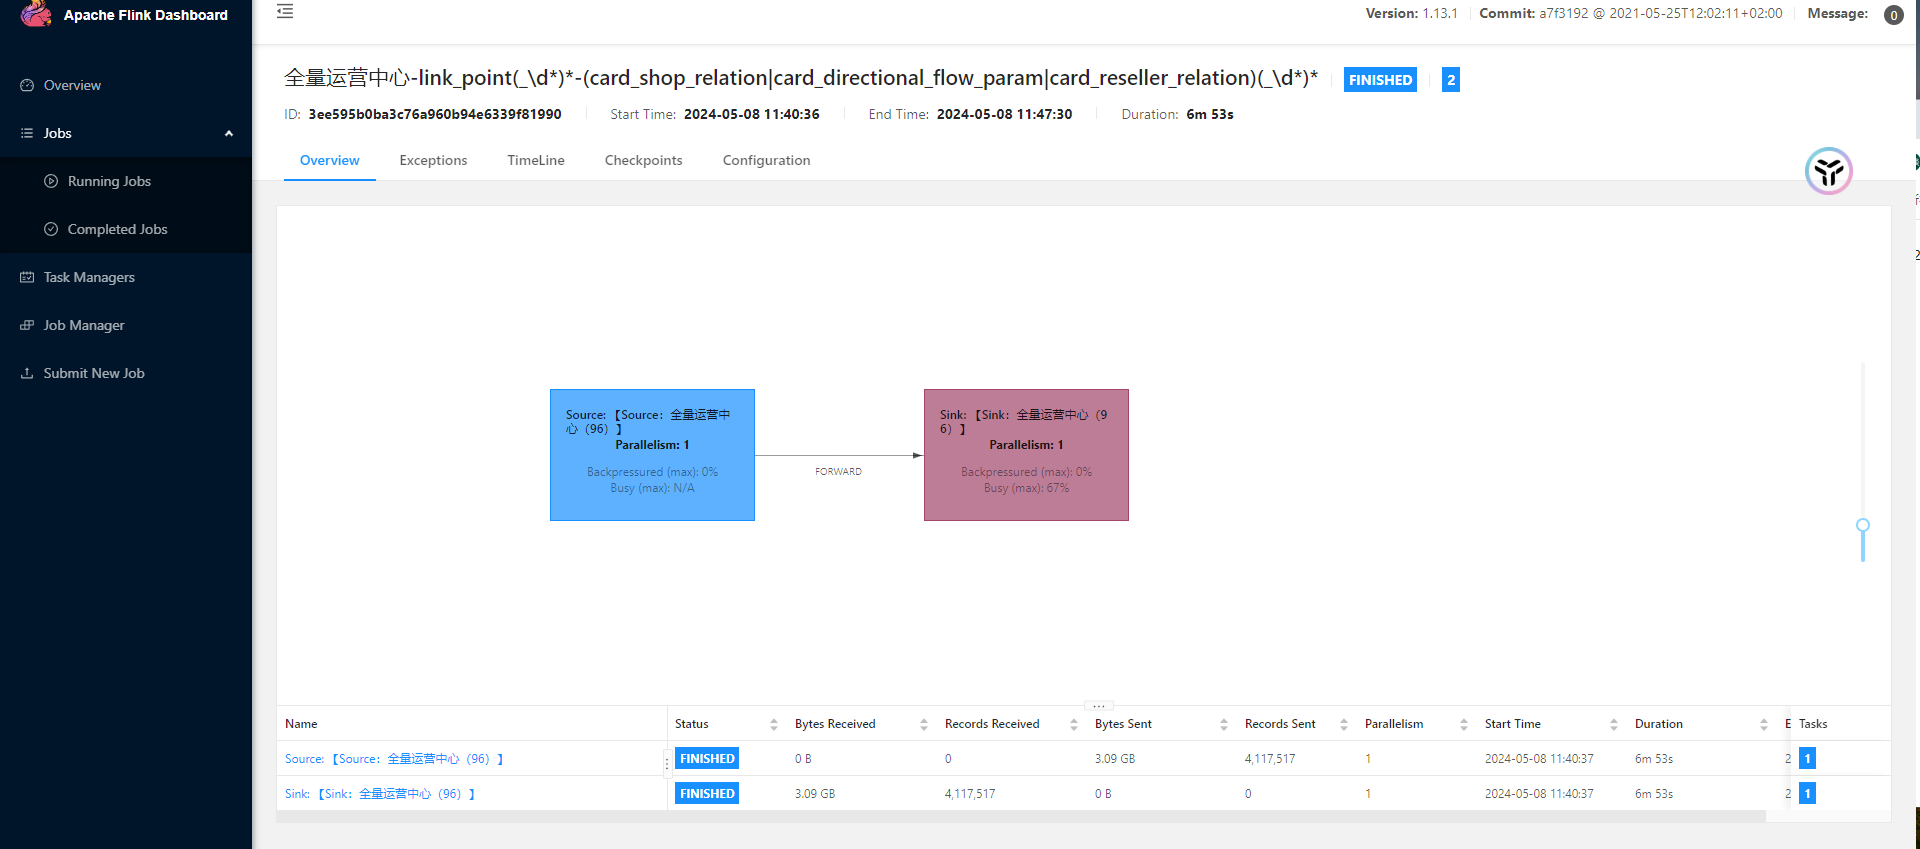 Apache Flink Dashboard
Version: 1.13.1 Commit: a7f3192 @ 2021-05-25T12:02:11+02:00 Message: 0
Overview
Jobs
Running Jobs
Completed Jobs
Task Managers
Job Manager
Submit New Job
全量运营中心-link_point(_\d*)*-(card_shop_relation|card_directional_flow_param|card_reseller_relation)(_\d*)* FINISHED 2
ID: 3ee595b0ba3c76a960b94e6339f81990 Start Time: 2024-05-08 11:40:36 End Time: 2024-05-08 11:47:30 Duration: 6m 53s
Overview Exceptions TimeLine Checkpoints Configuration
Source: 【Source：全量运营中
心（96）】
Parallelism: 1
Backpressured (max): 0%
Busy (max): N/A
FORWARD
Sink: 【Sink：全量运营中心（9
6）】
Parallelism: 1
Backpressured (max): 0%
Busy (max): 67%
Name Status Bytes Received Records Received Bytes Sent Records Sent Parallelism Start Time Duration E Tasks
Source: 【Source：全量运营中心（96）】 FINISHED 0 B 0 3.09 GB 4,117,517 1 2024-05-08 11:40:37 6m 53s 2 1
Sink: 【Sink：全量运营中心（96）】 FINISHED 3.09 GB 4,117,517 0 B 0 1 2024-05-08 11:40:37 6m 53s 2 1